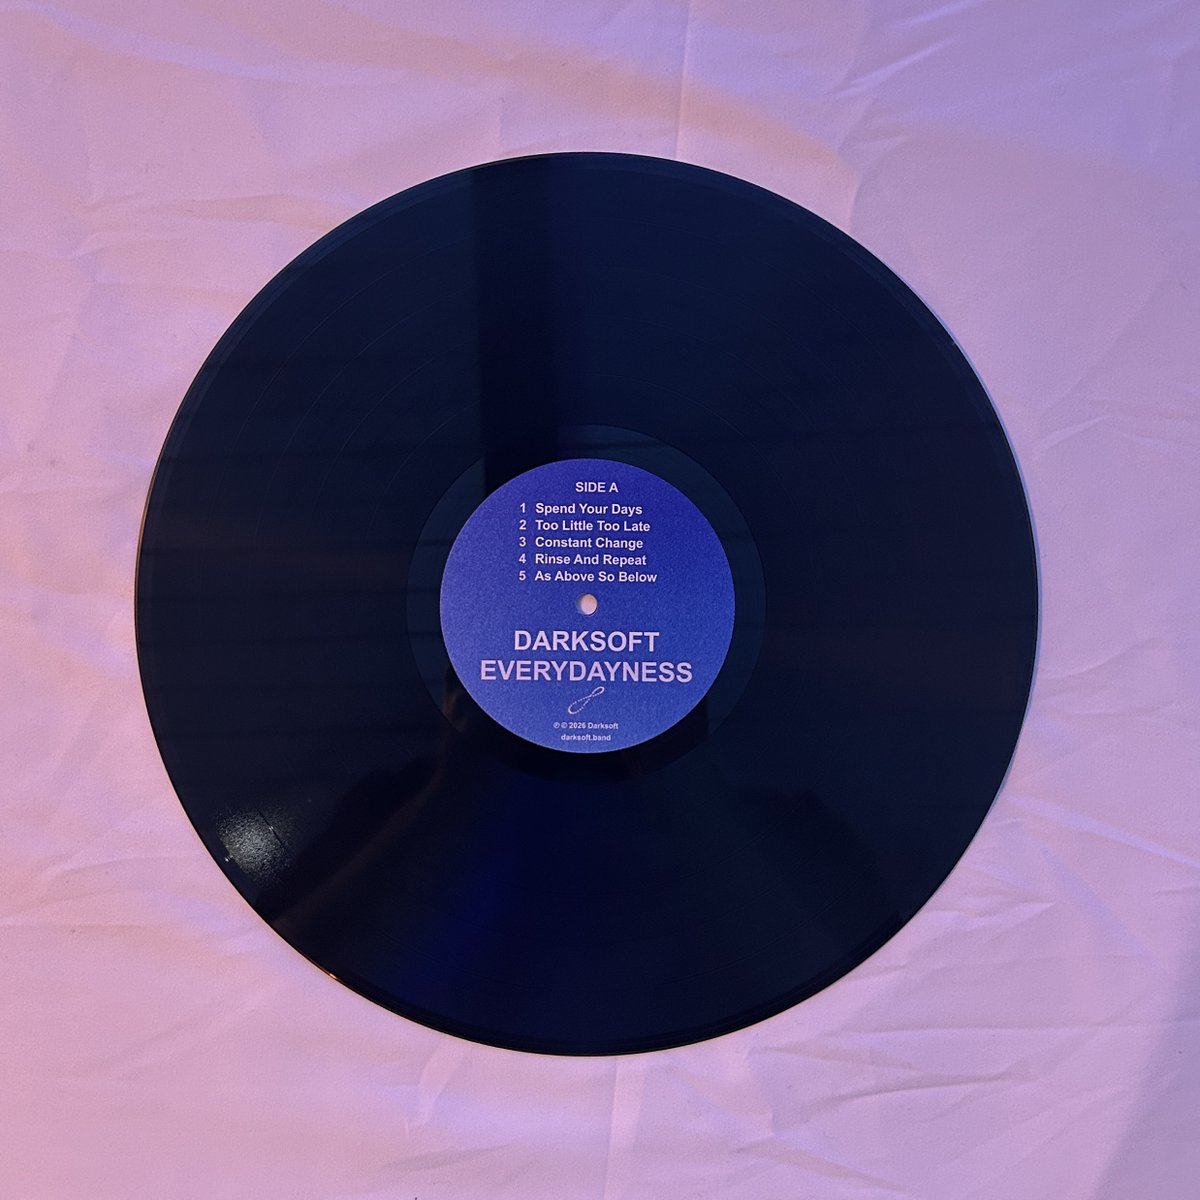 SIDE A
1 Spend Your Days
2 Too Little Too Late
3 Constant Change
4 Rinse And Repeat
5 As Above So Below
DARKSOFT
EVERYDAYNESS
℗ © 2026 Darksoft
darksoft.band